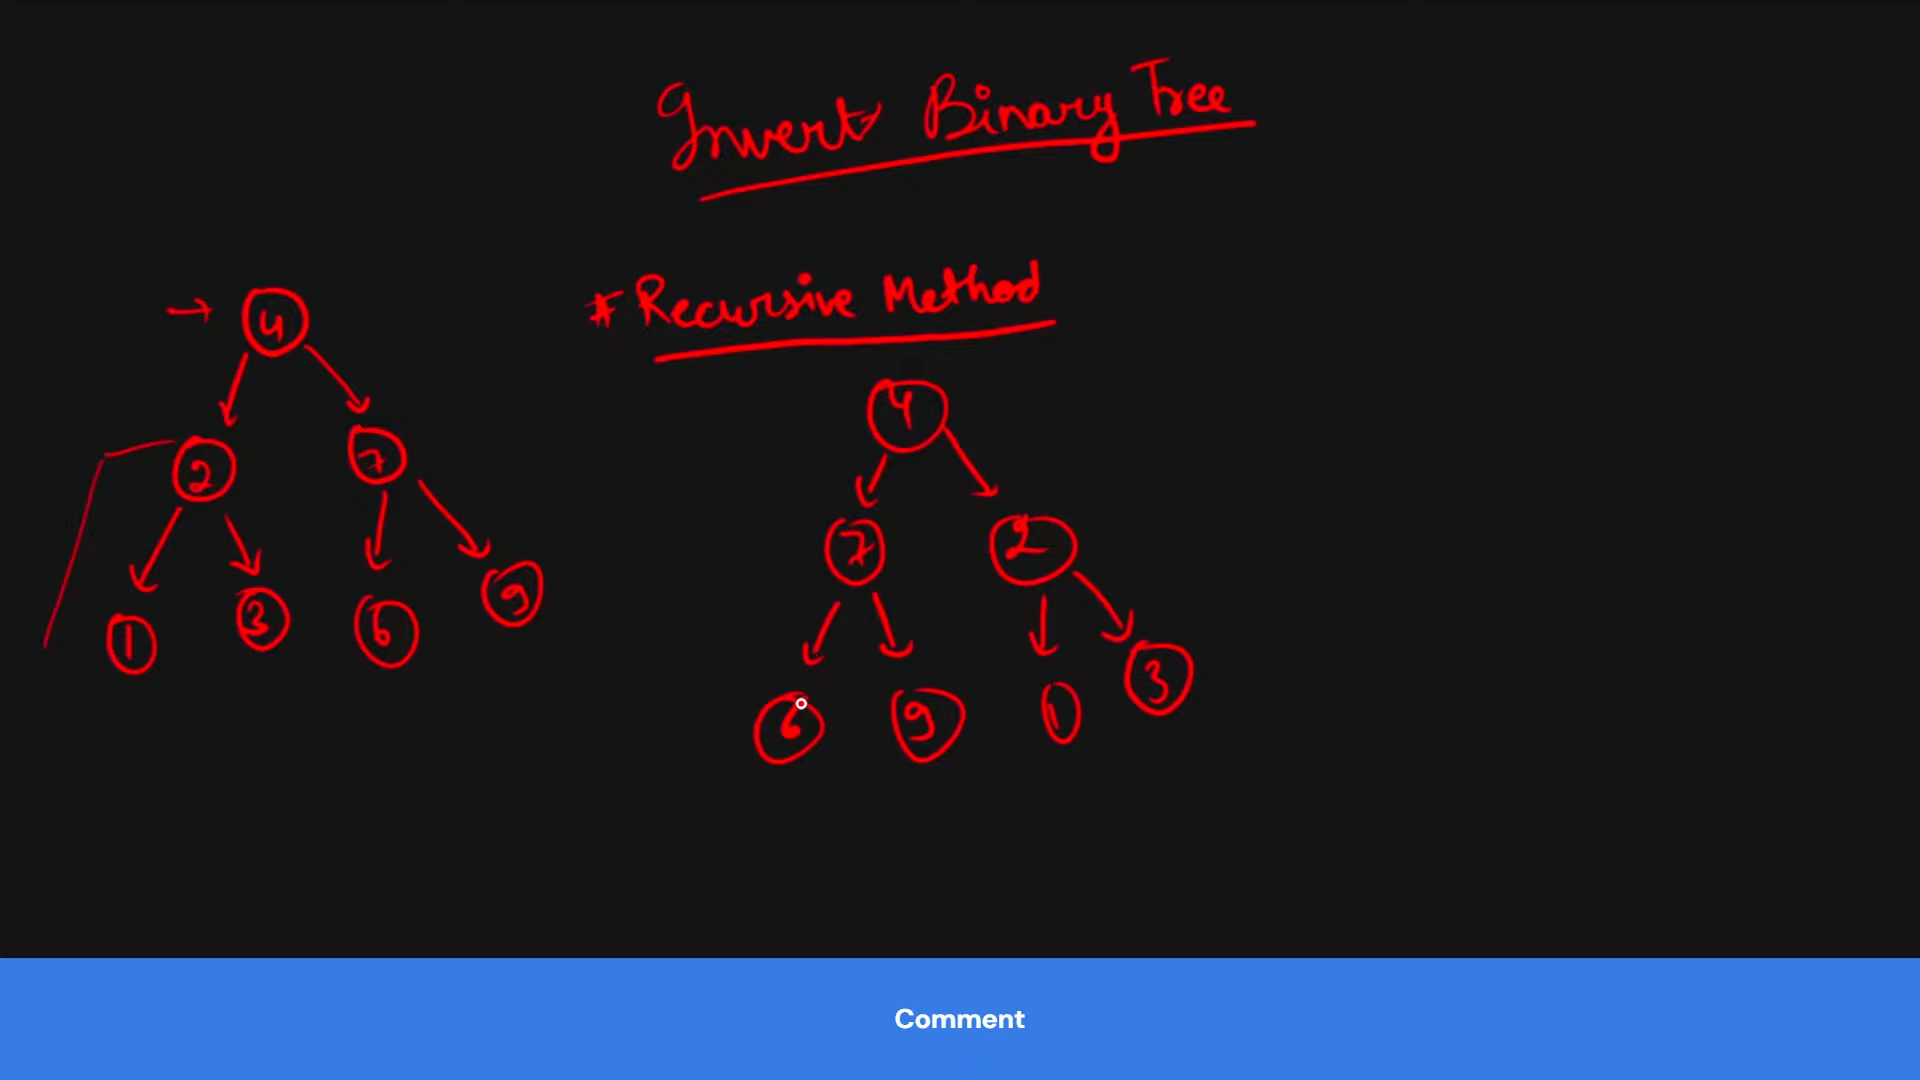 Invert Binary Tree
* Recursive Method
4
2 7
1 3 6 9
4
7 2
6 9 1 3
Comment